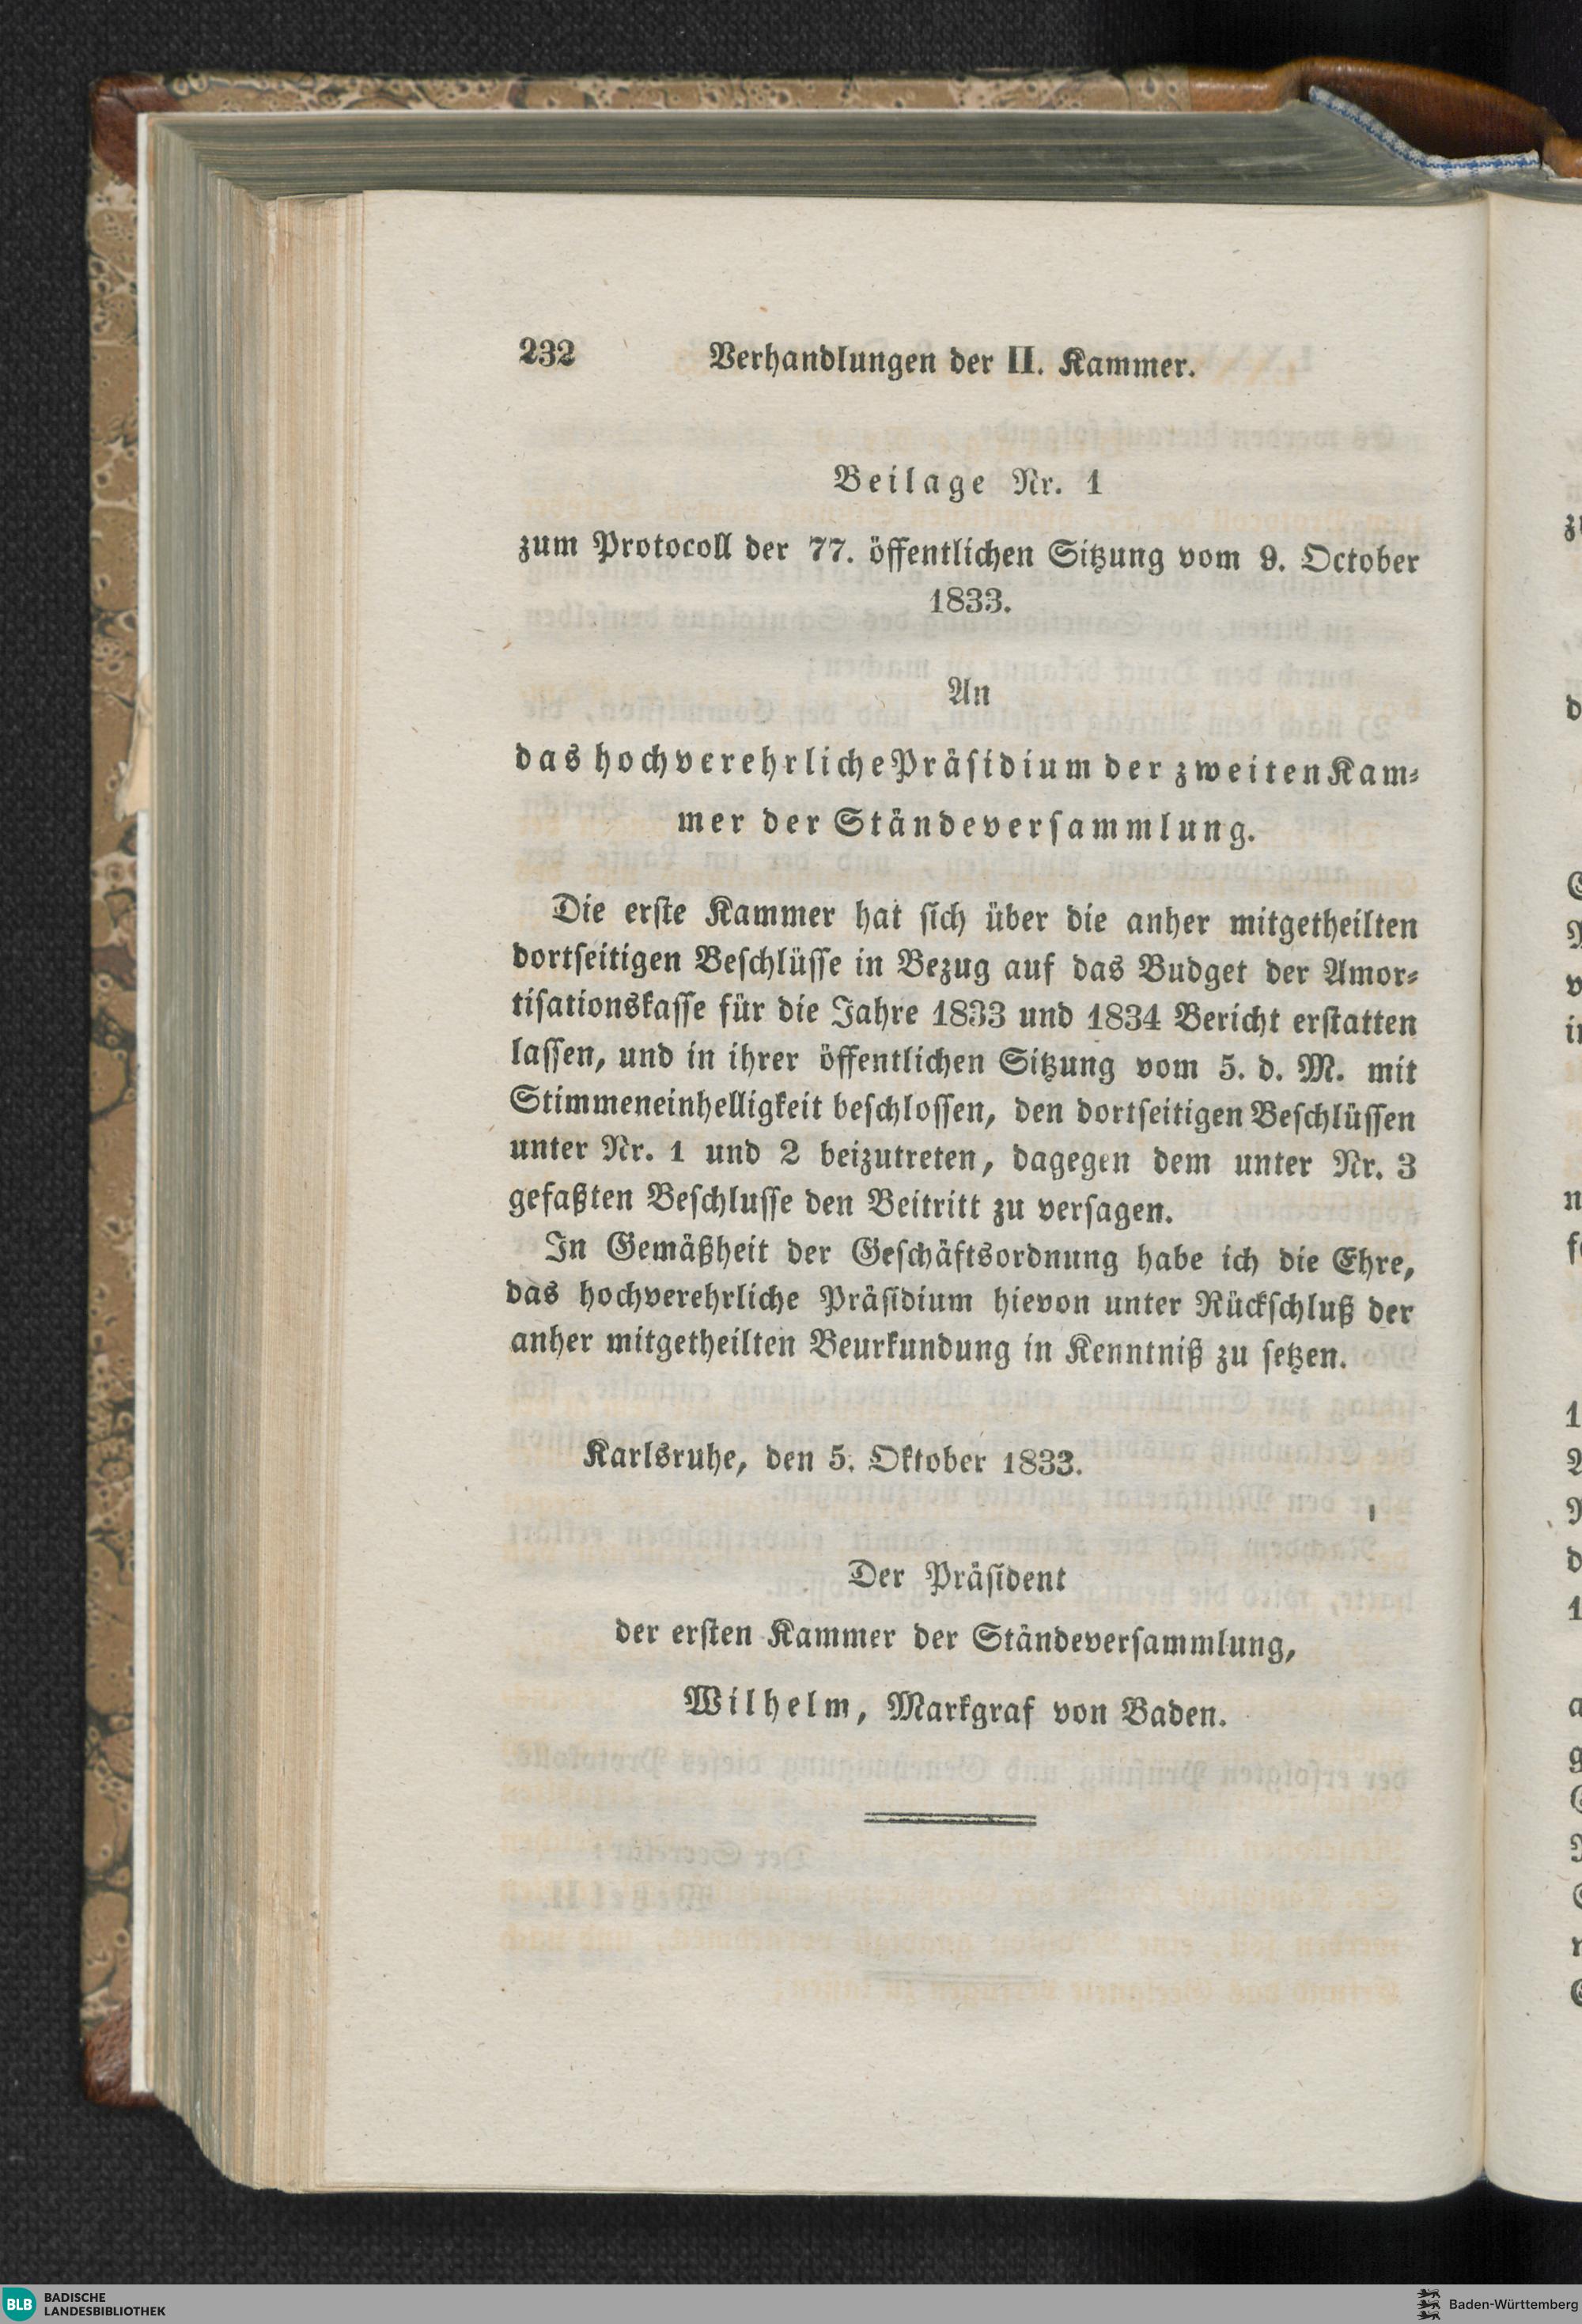 232 Verhandlungen der II. Kammer.
Beilage Nr. 1
zum Protocoll der 77. öffentlichen Sitzung vom 9. October
1833.
An
das hochverehrliche Präsidium der zweiten Kam-
mer der Ständeversammlung.
Die erste Kammer hat sich über die anher mitgetheilten
dortseitigen Beschlüsse in Bezug auf das Budget der Amor-
tisationskasse für die Jahre 1833 und 1834 Bericht erstatten
lassen, und in ihrer öffentlichen Sitzung vom 5. d. M. mit
Stimmeneinhelligkeit beschlossen, den dortseitigen Beschlüssen
unter Nr. 1 und 2 beizutreten, dagegen dem unter Nr. 3
gefaßten Beschlusse den Beitritt zu versagen.
In Gemäßheit der Geschäftsordnung habe ich die Ehre,
das hochverehrliche Präsidium hievon unter Rückschluß der
anher mitgetheilten Beurkundung in Kenntniß zu setzen.
Karlsruhe, den 5. Oktober 1833.
Der Präsident
der ersten Kammer der Ständeversammlung,
Wilhelm, Markgraf von Baden.
BLB BADISCHE
LANDESBIBLIOTHEK
Baden-Württemberg